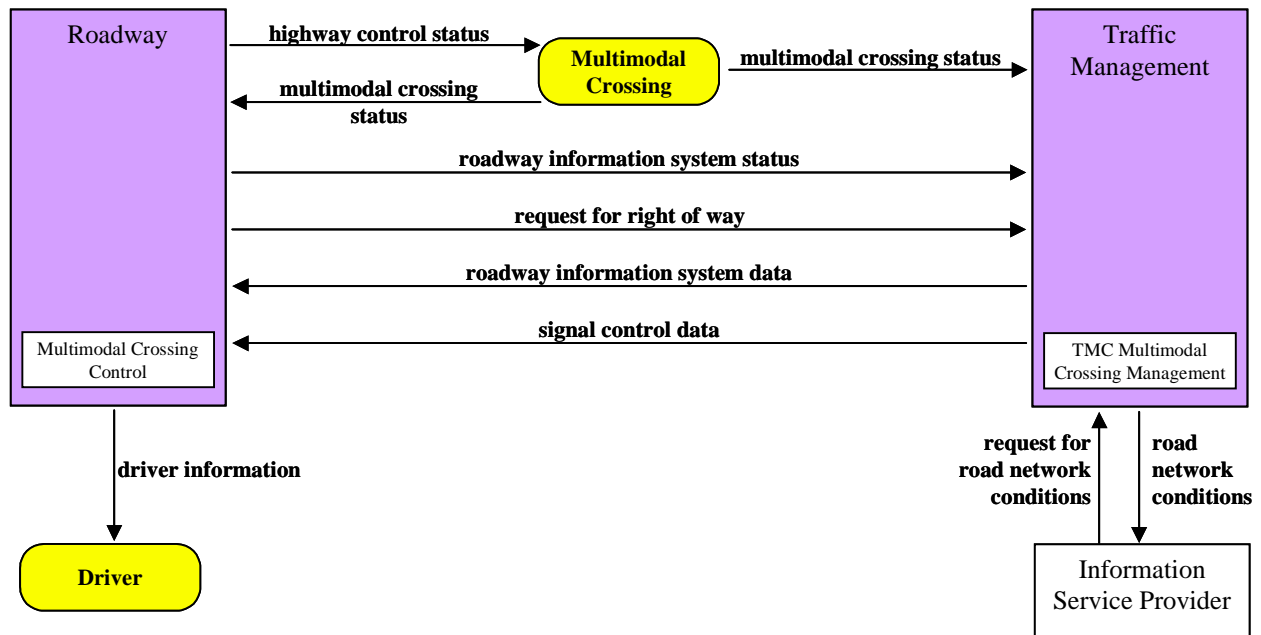 Roadway
highway control status
Multimodal
Crossing
multimodal crossing status
Traffic
Management
multimodal crossing
status
roadway information system status
request for right of way
roadway information system data
signal control data
Multimodal Crossing
Control
TMC Multimodal
Crossing Management
driver information
request for
road network
conditions
road
network
conditions
Driver
Information
Service Provider